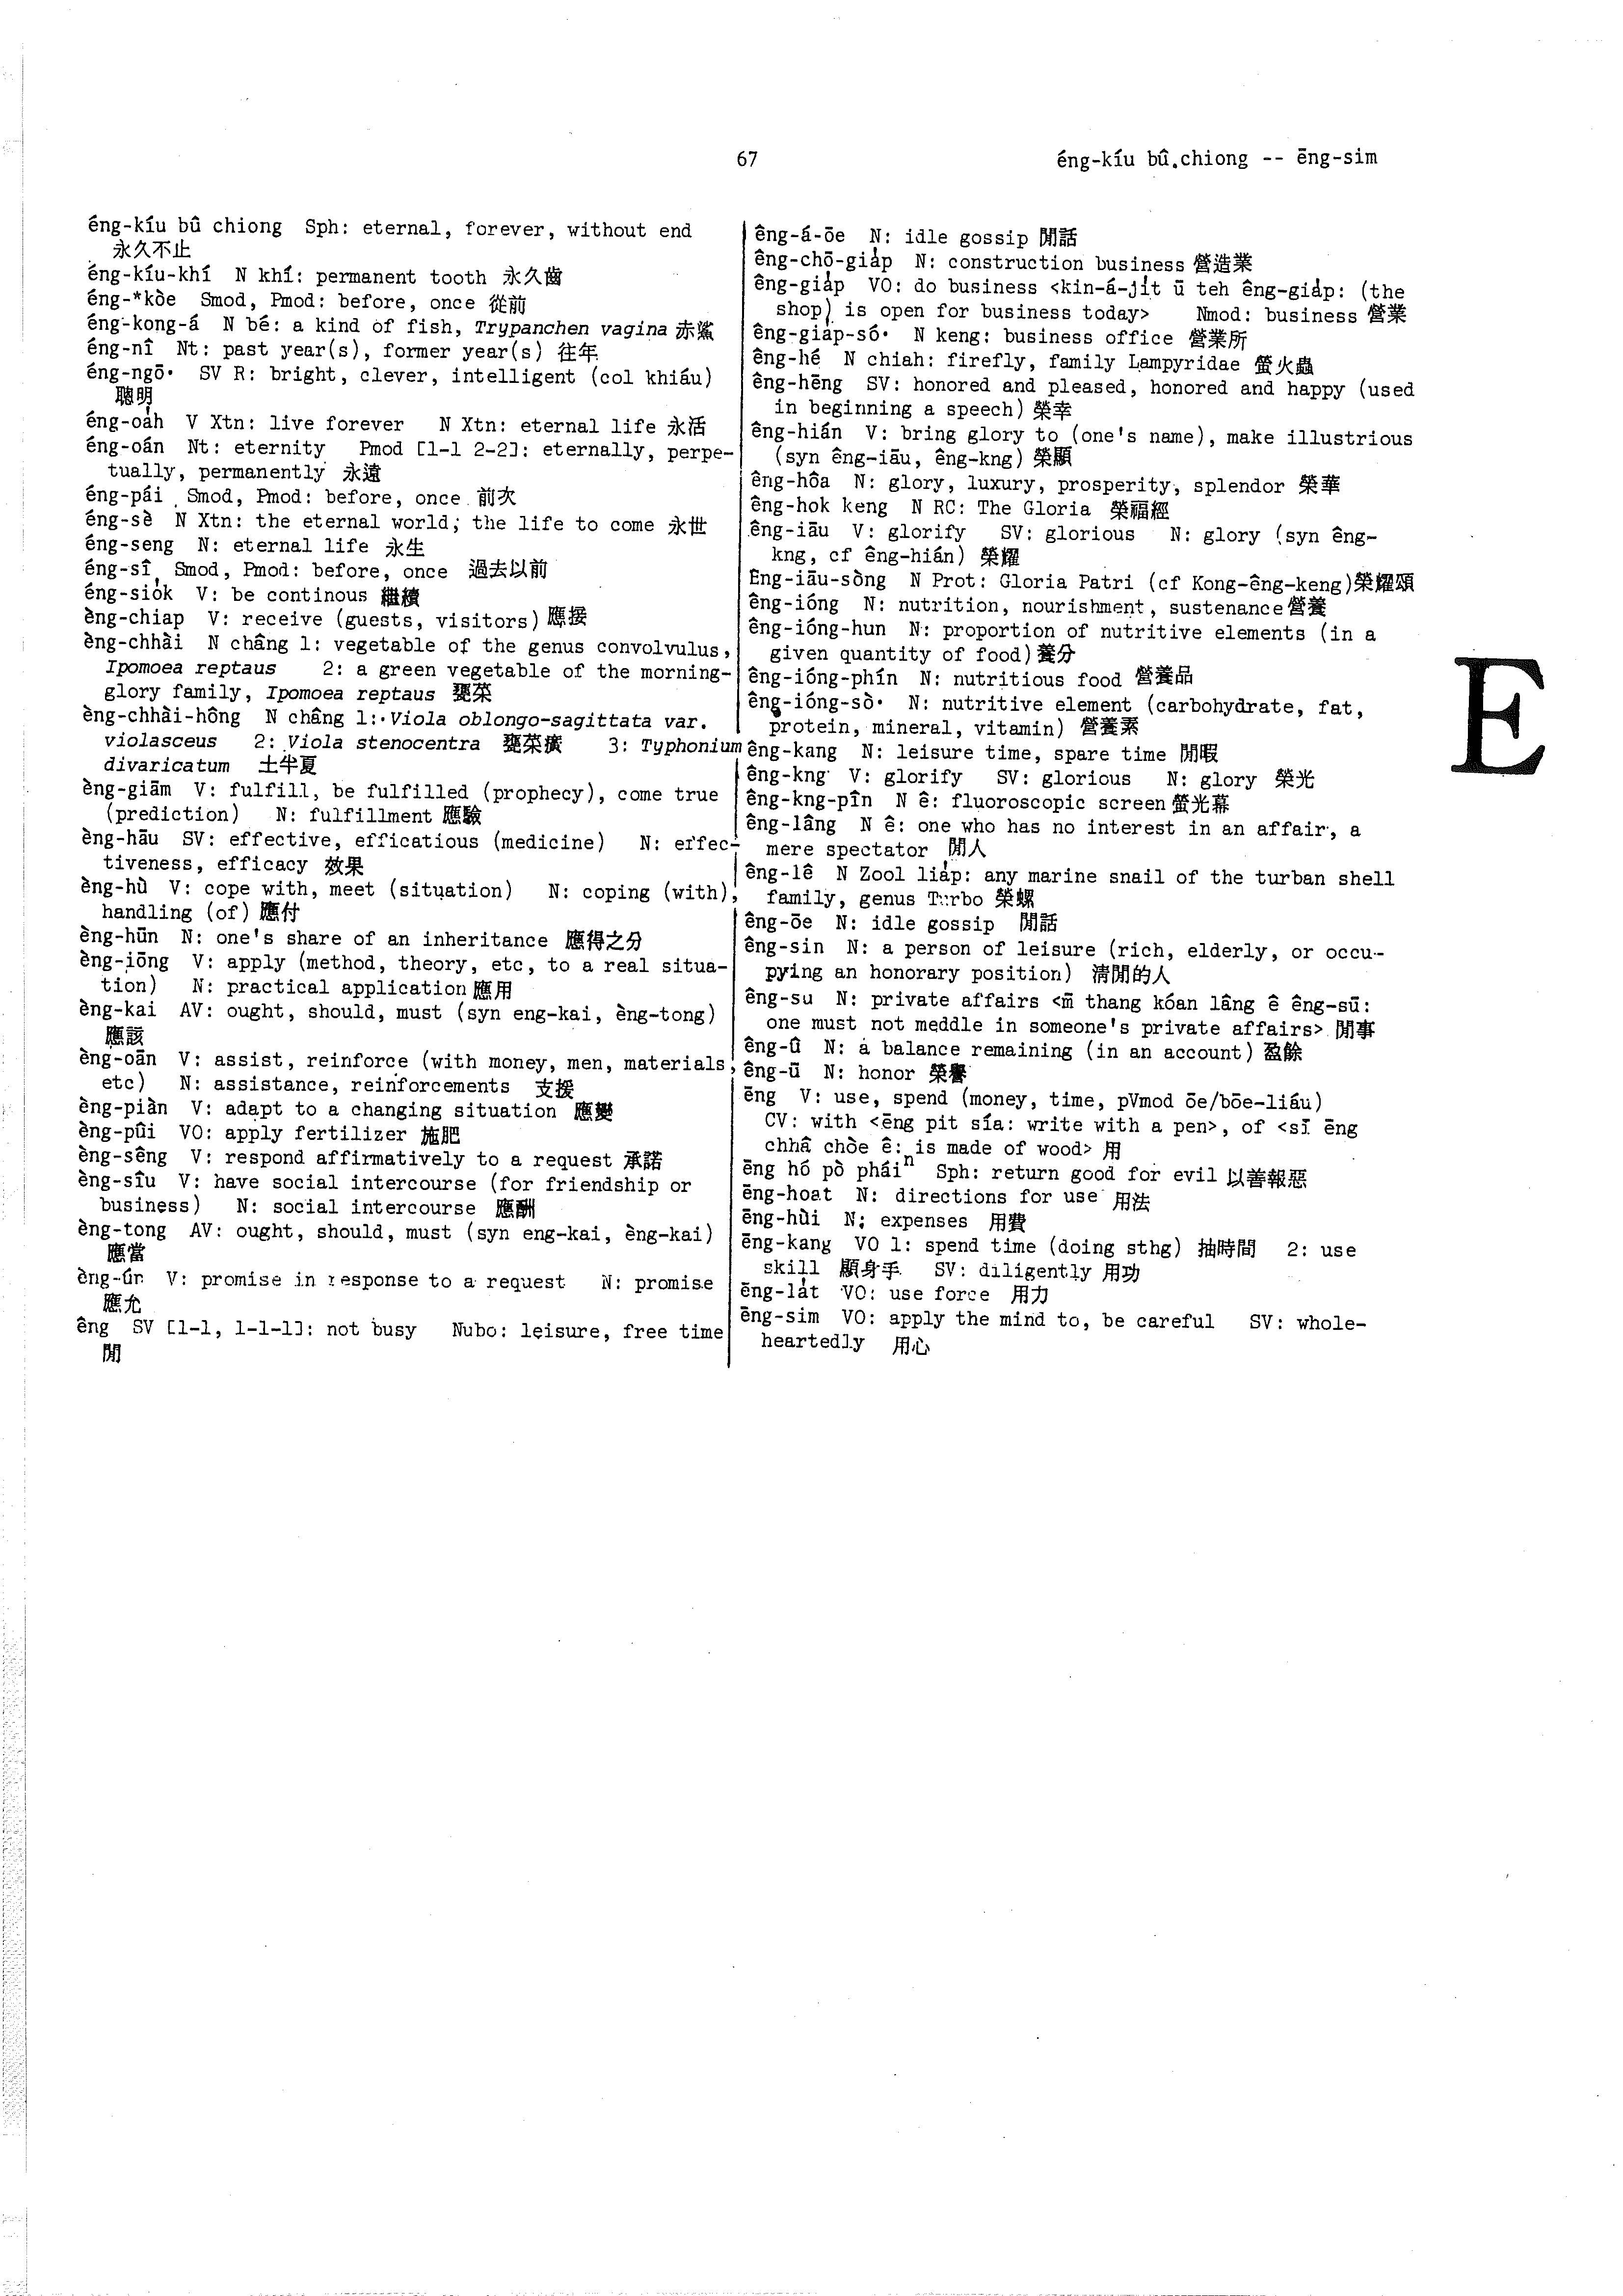 67
éng-kíu bû.chiong -- ēng-sim
éng-kíu bû chiong Sph: eternal, forever, without end
永久不止
éng-kíu-khí N khí: permanent tooth 永久齒
éng-*kòe Smod, Pmod: before, once 從前
éng-kong-á N bé: a kind of fish, Trypanchen vagina 赤鯊
éng-nî Nt: past year(s), former year(s) 往年
éng-ngō· SV R: bright, clever, intelligent (col khiáu)
聰明
éng-oa̍h V Xtn: live forever N Xtn: eternal life 永活
éng-oán Nt: eternity Pmod [1-1 2-2]: eternally, perpe-
tually, permanently 永遠
éng-pái Smod, Pmod: before, once 前次
éng-sè N Xtn: the eternal world; the life to come 永世
éng-seng N: eternal life 永生
éng-sî Smod, Pmod: before, once 過去以前
éng-sio̍k V: be continous 繼續
èng-chiap V: receive (guests, visitors) 應接
èng-chhài N châng 1: vegetable of the genus convolvulus,
Ipomoea reptaus 2: a green vegetable of the morning-
glory family, Ipomoea reptaus 甕菜
èng-chhài-hông N châng 1: Viola oblongo-sagittata var.
violasceus 2: Viola stenocentra 甕菜癀 3: Typhonium
divaricatum 土半夏
èng-giām V: fulfill, be fulfilled (prophecy), come true
(prediction) N: fulfillment 應驗
èng-hāu SV: effective, efficatious (medicine) N: effec-
tiveness, efficacy 效果
èng-hù V: cope with, meet (situation) N: coping (with),
handling (of) 應付
èng-hūn N: one's share of an inheritance 應得之分
èng-iōng V: apply (method, theory, etc, to a real situa-
tion) N: practical application 應用
èng-kai AV: ought, should, must (syn eng-kai, èng-tong)
應該
èng-oān V: assist, reinforce (with money, men, materials,
etc) N: assistance, reinforcements 支援
èng-piàn V: adapt to a changing situation 應變
èng-pûi VO: apply fertilizer 施肥
èng-sêng V: respond affirmatively to a request 承諾
èng-sîu V: have social intercourse (for friendship or
business) N: social intercourse 應酬
èng-tong AV: ought, should, must (syn eng-kai, èng-kai)
應當
èng-ún V: promise in response to a request N: promise
應允
êng SV [1-1, 1-1-1]: not busy Nubo: leisure, free time
閒
êng-á-ōe N: idle gossip 閒話
êng-chō-gia̍p N: construction business 營造業
êng-gia̍p VO: do business <kin-á-ji̍t ū teh êng-gia̍p: (the
shop) is open for business today> Nmod: business 營業
êng-gia̍p-só· N keng: business office 營業所
êng-hé N chiah: firefly, family Lampyridae 螢火蟲
êng-hēng SV: honored and pleased, honored and happy (used
in beginning a speech) 榮幸
êng-hián V: bring glory to (one's name), make illustrious
(syn êng-iāu, êng-kng) 榮顯
êng-hôa N: glory, luxury, prosperity, splendor 榮華
êng-hok keng N RC: The Gloria 榮福經
êng-iāu V: glorify SV: glorious N: glory (syn êng-
kng, cf êng-hián) 榮耀
Êng-iāu-sòng N Prot: Gloria Patri (cf Kong-êng-keng) 榮耀頌
êng-ióng N: nutrition, nourishment, sustenance 營養
êng-ióng-hun N: proportion of nutritive elements (in a
given quantity of food) 養分
êng-ióng-phín N: nutritious food 營養品
êng-ióng-sò· N: nutritive element (carbohydrate, fat,
protein, mineral, vitamin) 營養素
êng-kang N: leisure time, spare time 閒暇
êng-kng V: glorify SV: glorious N: glory 榮光
êng-kng-pîn N ê: fluoroscopic screen 螢光幕
êng-lâng N ê: one who has no interest in an affair, a
mere spectator 閒人
êng-lê N Zool lia̍p: any marine snail of the turban shell
family, genus Turbo 榮螺
êng-ōe N: idle gossip 閒話
êng-sin N: a person of leisure (rich, elderly, or occu-
pying an honorary position) 清閒的人
êng-su N: private affairs <m̄ thang kóan lâng ê êng-sū:
one must not meddle in someone's private affairs> 閒事
êng-û N: a balance remaining (in an account) 盈餘
êng-ū N: honor 榮譽
ēng V: use, spend (money, time, pVmod ōe/bōe-liáu)
CV: with <ēng pit sía: write with a pen>, of <sī ēng
chhâ chòe ê: is made of wood> 用
ēng hó pò pháiⁿ Sph: return good for evil 以善報惡
ēng-hoat N: directions for use 用法
ēng-hùi N: expenses 用費
ēng-kang VO 1: spend time (doing sthg) 抽時間 2: use
skill 顯身手 SV: diligently 用功
ēng-la̍t VO: use force 用力
ēng-sim VO: apply the mind to, be careful SV: whole-
heartedly 用心
E